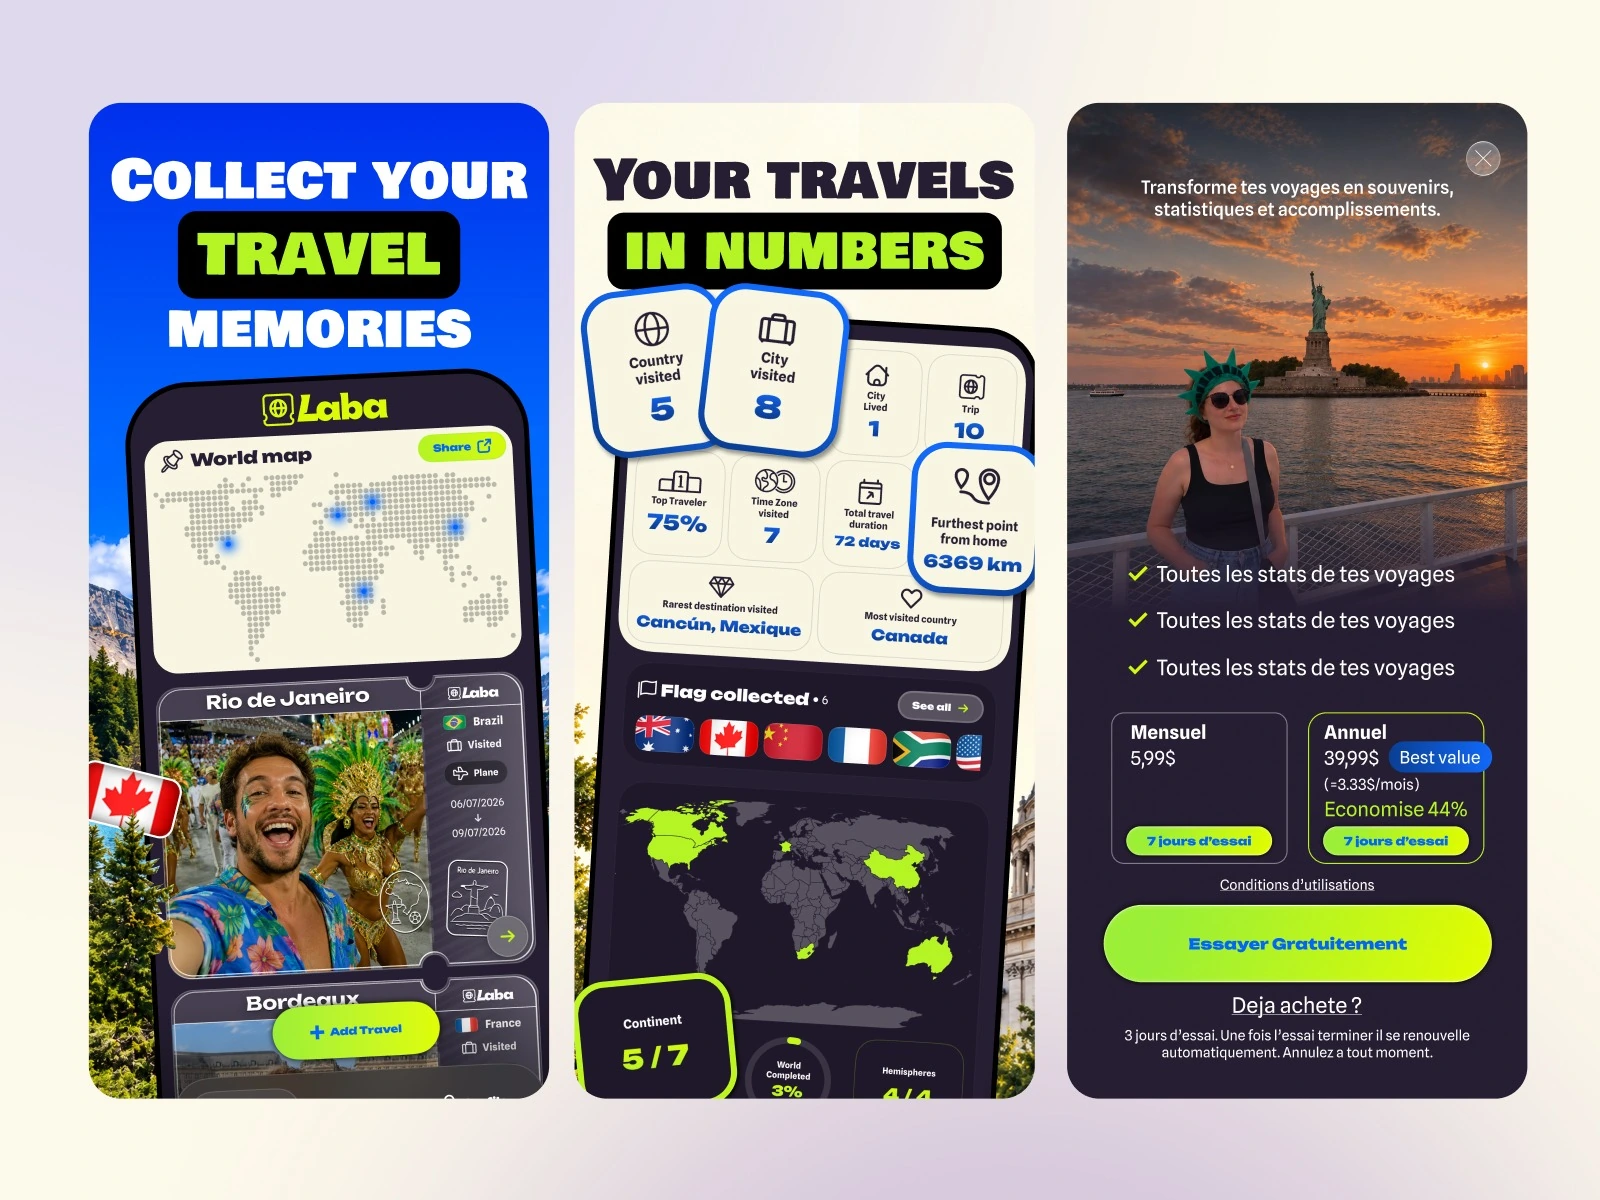 COLLECT YOUR
TRAVEL
MEMORIES
Laba
World map
Share
Rio de Janeiro
Laba
Brazil
Visited
Plane
06/07/2026
09/07/2026
Rio de Janeiro
Bordeaux
Laba
France
Visited
+ Add Travel
YOUR TRAVELS
IN NUMBERS
Country
visited
5
City
visited
8
City
Lived
1
Trip
10
1
Top Traveler
75%
Time Zone
visited
7
Total travel
duration
72 days
Furthest point
from home
6369 km
Rarest destination visited
Cancún, Mexique
Most visited country
Canada
Flag collected • 6
See all
Continent
5 / 7
World
Completed
3%
Hemispheres
4/4
Transforme tes voyages en souvenirs,
statistiques et accomplissements.
Toutes les stats de tes voyages
Toutes les stats de tes voyages
Toutes les stats de tes voyages
Mensuel
5,99$
7 jours d'essai
Annuel
39,99$
Best value
(=3.33$/mois)
Economise 44%
7 jours d'essai
Conditions d'utilisations
Essayer Gratuitement
Deja achete ?
3 jours d'essai. Une fois l'essai terminer il se renouvelle
automatiquement. Annulez a tout moment.